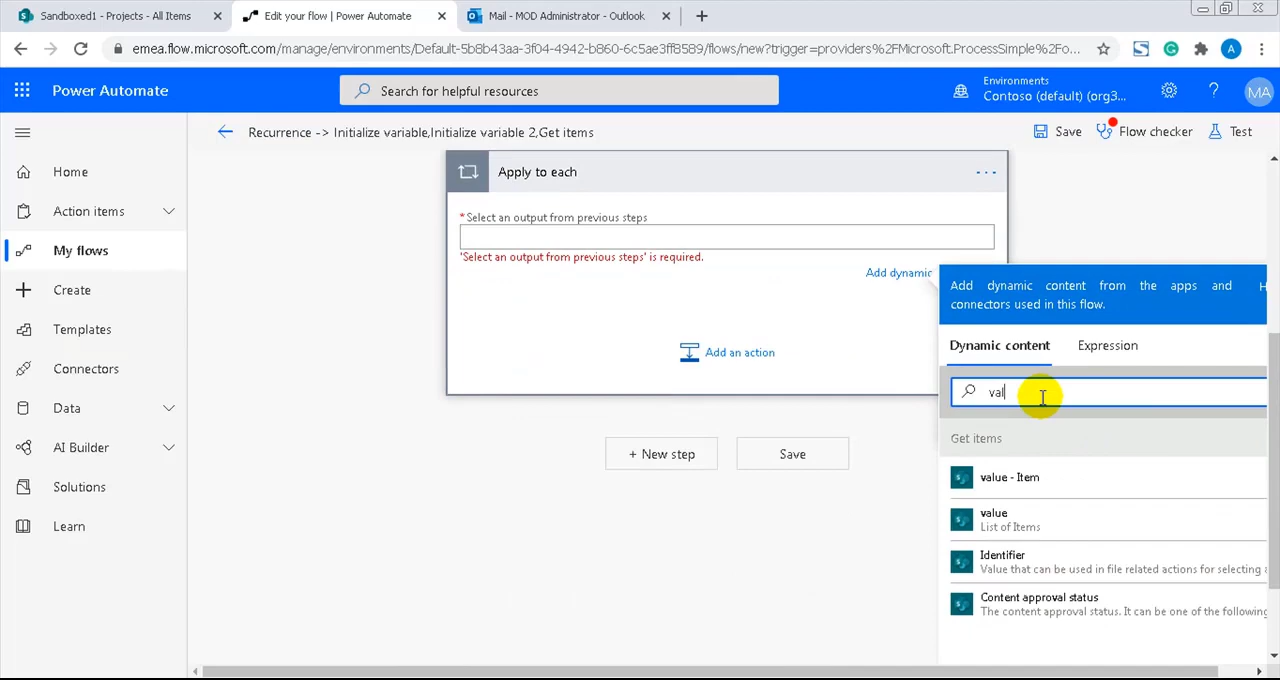 Sandboxed1 - Projects - All Items
Edit your flow | Power Automate
Mail - MOD Administrator - Outlook
emea.flow.microsoft.com/manage/environments/Default-5b8b43aa-3f04-4942-b860-6c5ae3ff8589/flows/new?trigger=providers%2FMicrosoft.ProcessSimple%2Fo...
A
Power Automate
Search for helpful resources
Environments
Contoso (default) (org3...
?
MA
Recurrence -> Initialize variable,Initialize variable 2,Get items
Save
Flow checker
Test
Home
Action items
My flows
Create
Templates
Connectors
Data
AI Builder
Solutions
Learn
Apply to each
* Select an output from previous steps
'Select an output from previous steps' is required.
Add dynamic
Add an action
+ New step
Save
Add dynamic content from the apps and H
connectors used in this flow.
Dynamic content
Expression
val
Get items
value - Item
value
List of Items
Identifier
Value that can be used in file related actions for selecting a
Content approval status
The content approval status. It can be one of the following